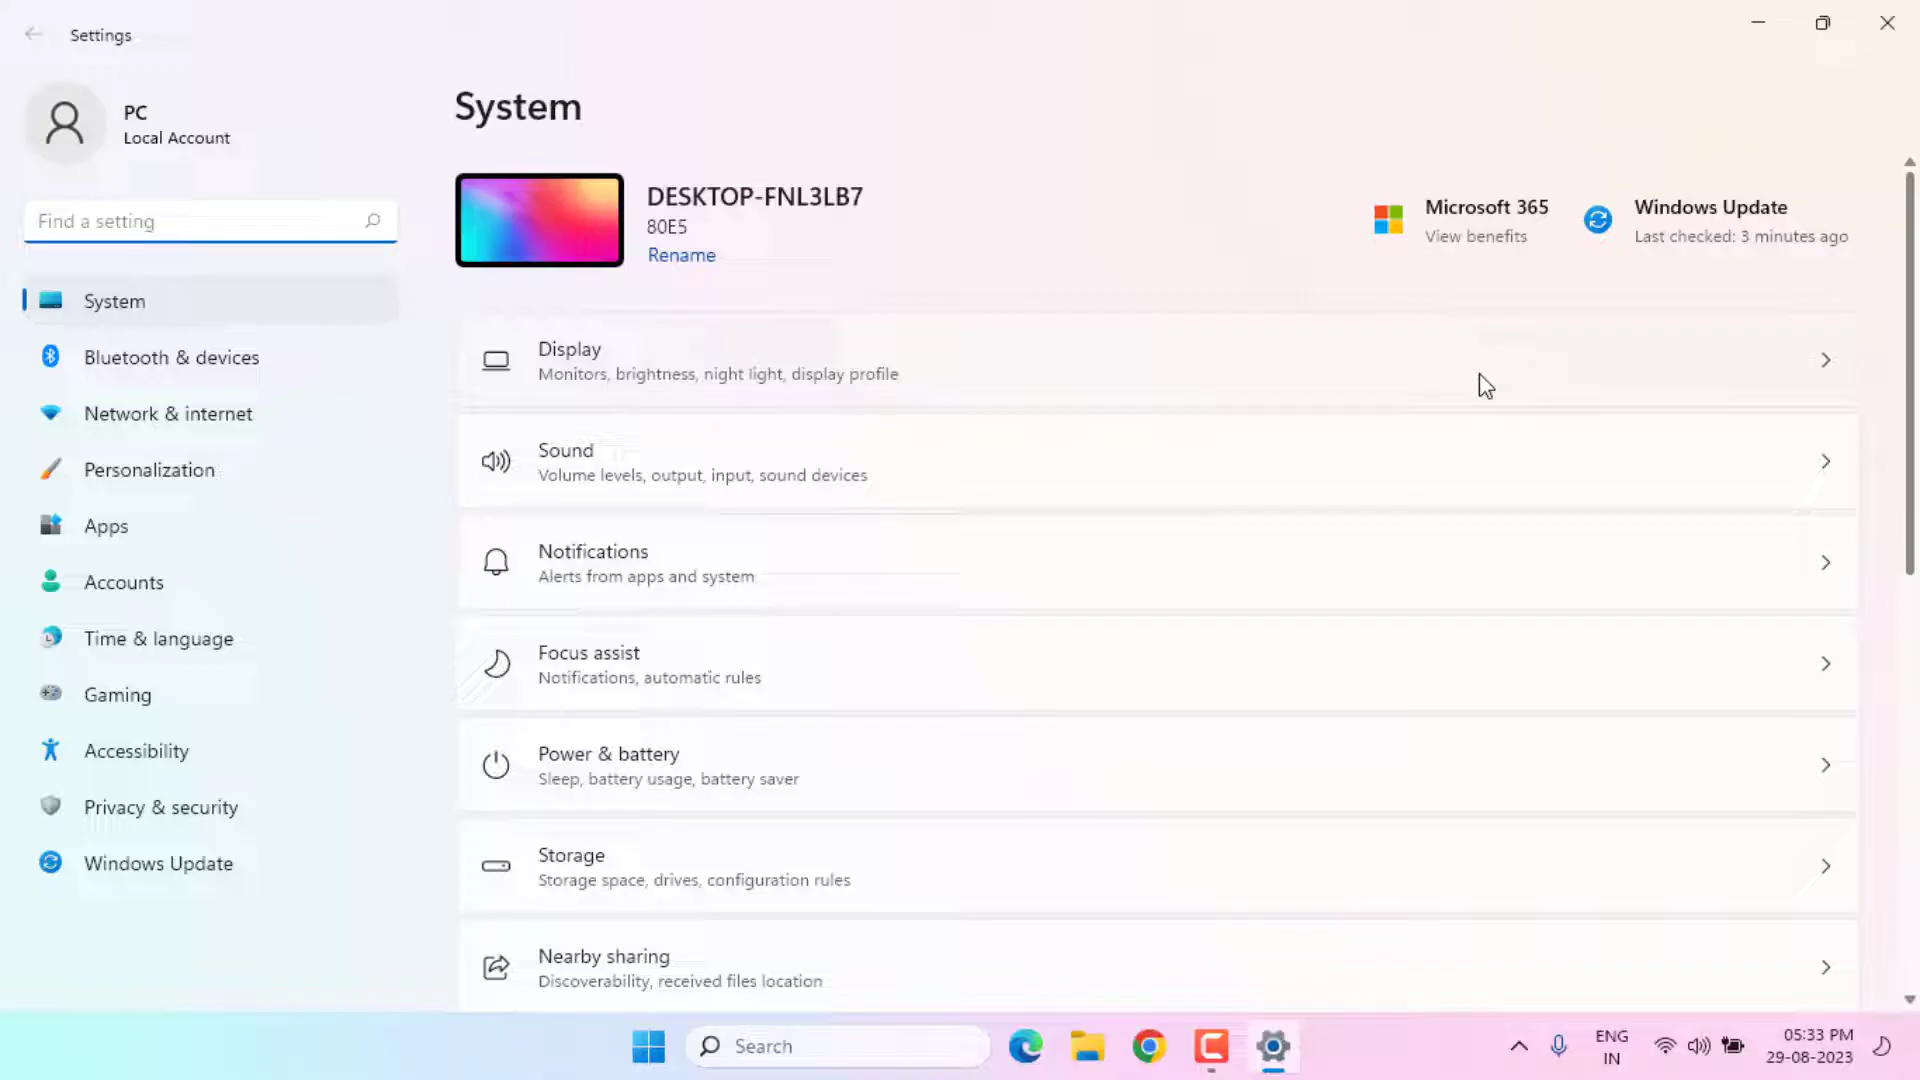 Settings
PC
Local Account
Find a setting
System
Bluetooth & devices
Network & internet
Personalization
Apps
Accounts
Time & language
Gaming
Accessibility
Privacy & security
Windows Update
System
DESKTOP-FNL3LB7
80E5
Rename
Microsoft 365
View benefits
Windows Update
Last checked: 3 minutes ago
Display
Monitors, brightness, night light, display profile
Sound
Volume levels, output, input, sound devices
Notifications
Alerts from apps and system
Focus assist
Notifications, automatic rules
Power & battery
Sleep, battery usage, battery saver
Storage
Storage space, drives, configuration rules
Nearby sharing
Discoverability, received files location
Search
ENG
IN
05:33 PM
29-08-2023